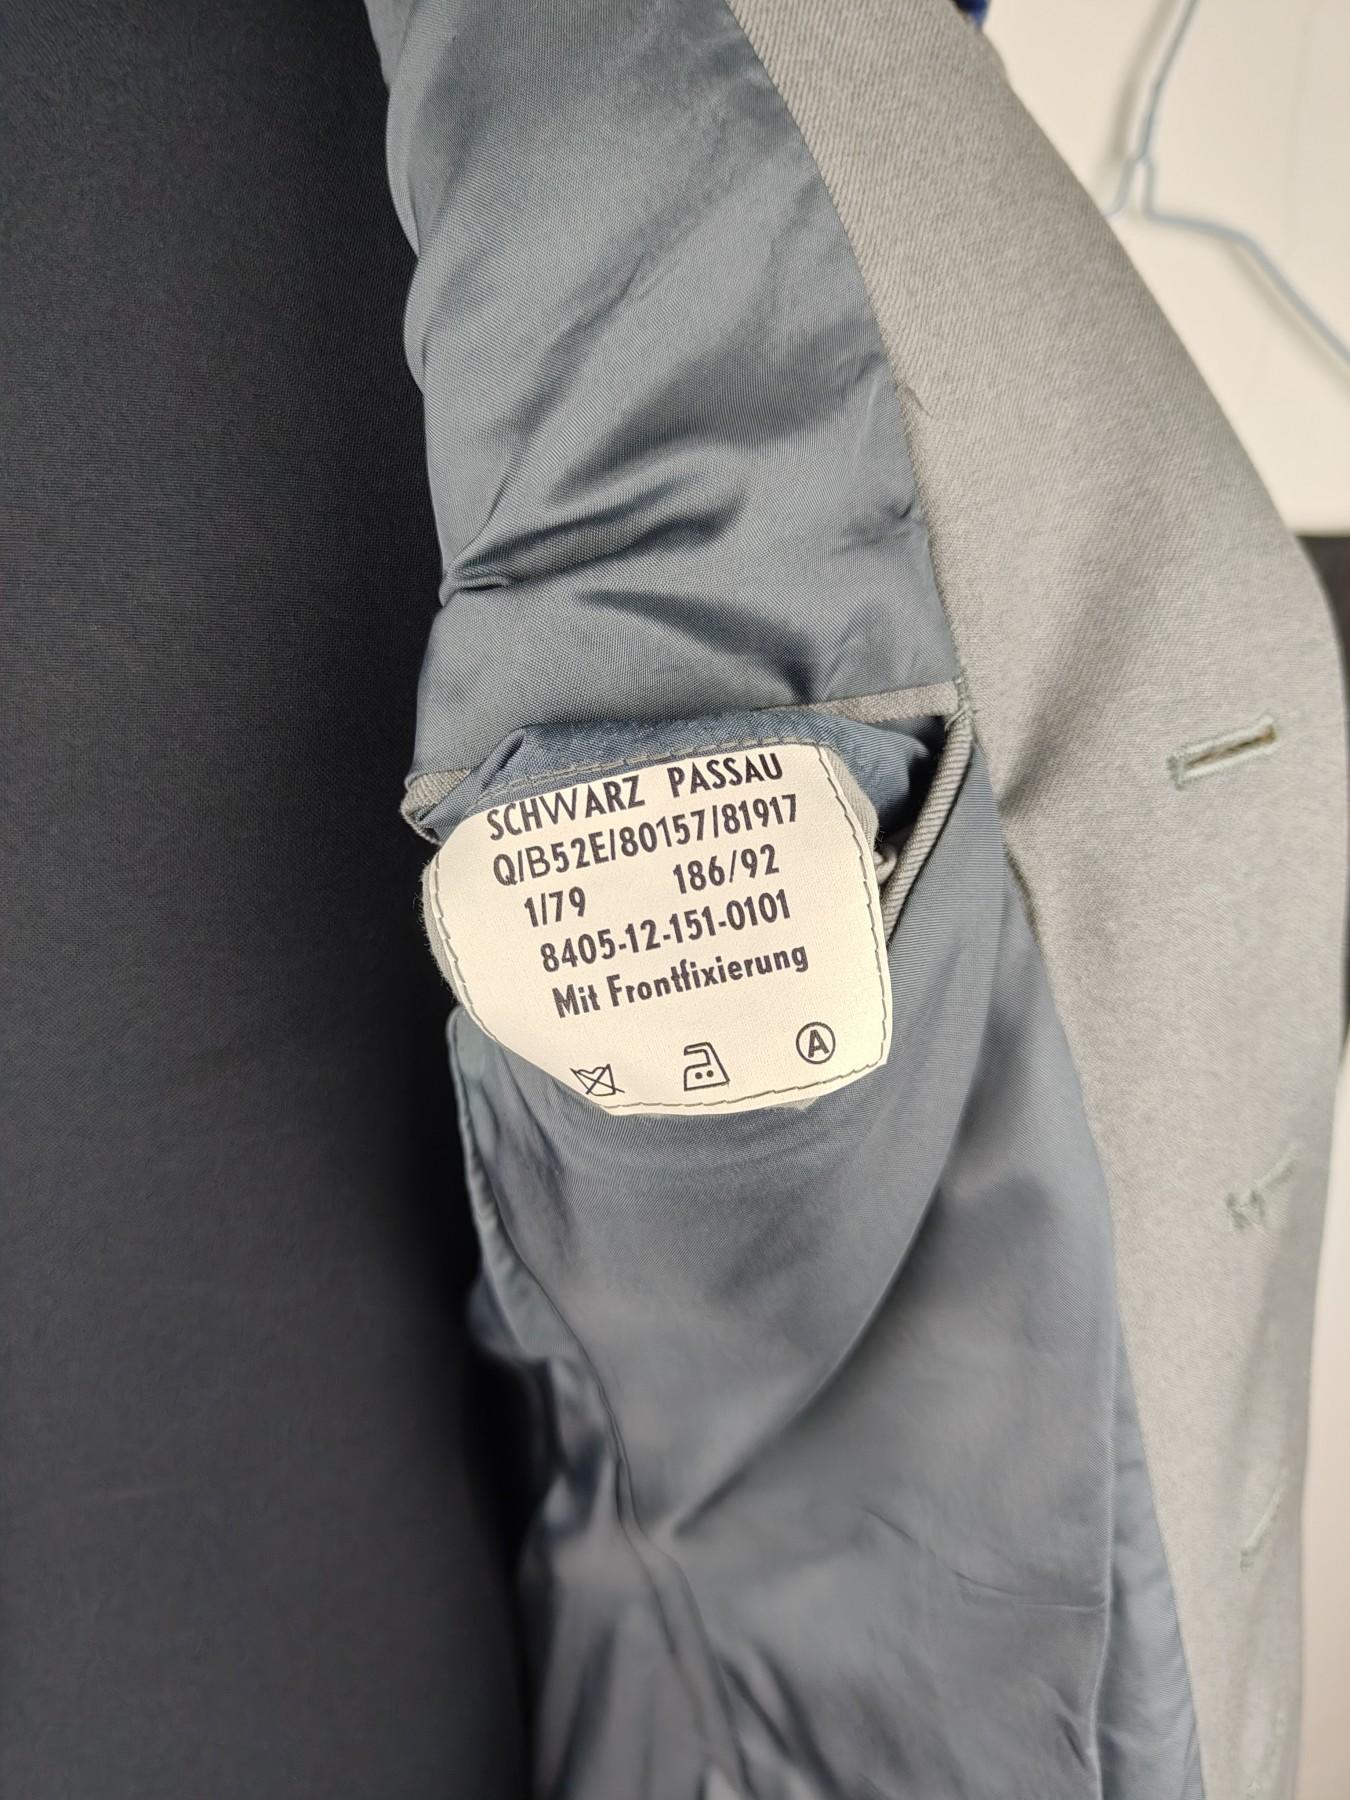 SCHWARZ PASSAU
Q/B52E/80157/81917
1/79 186/92
8405-12-151-0101
Mit Frontfixierung
A